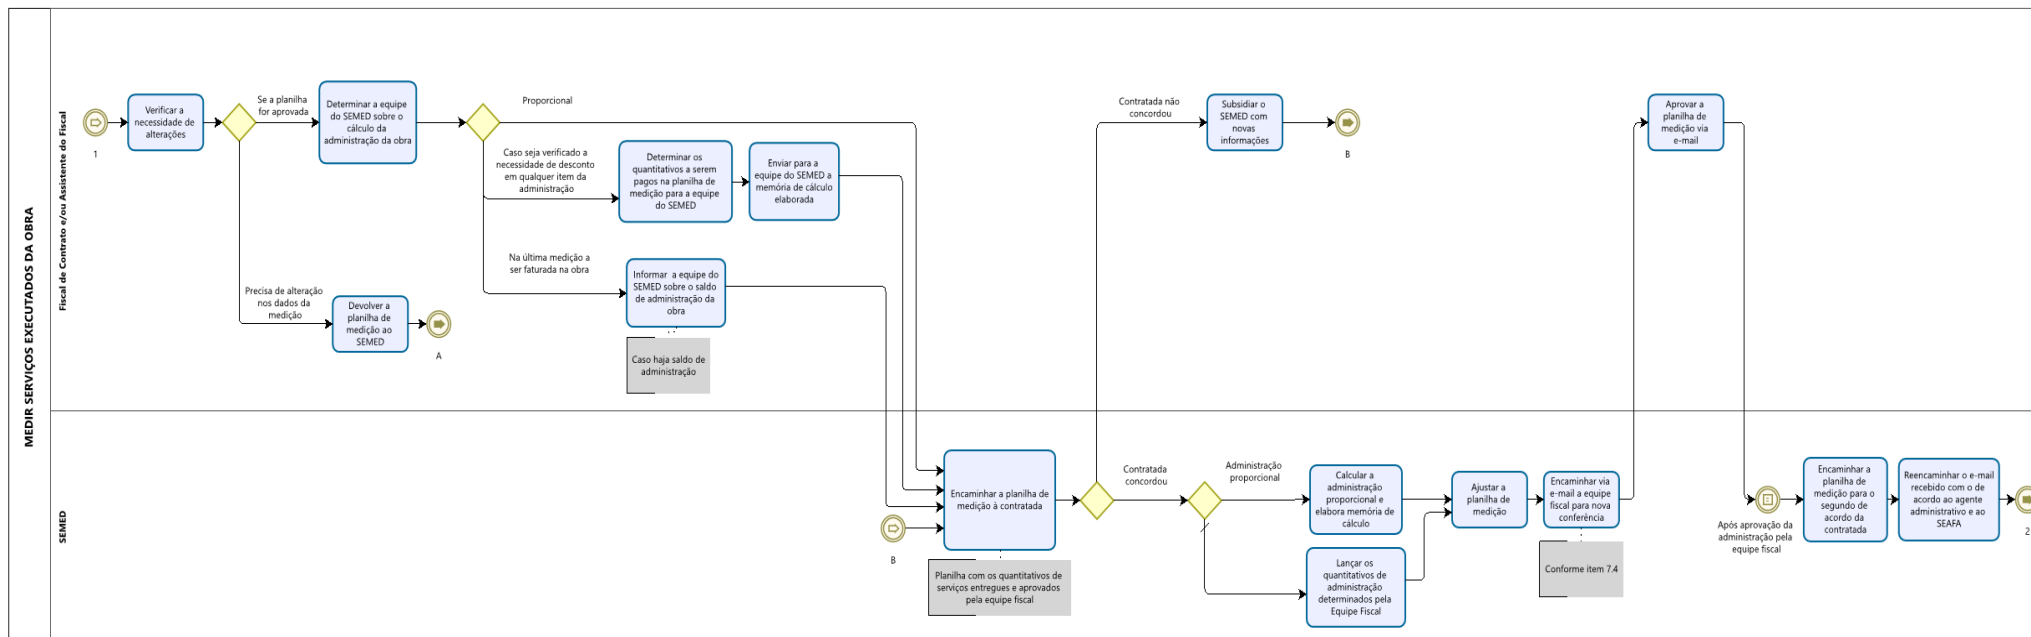 MEDIR SERVIÇOS EXECUTADOS DA OBRA
Fiscal de Contrato e/ou Assistente do Fiscal
1
Verificar a
necessidade de
alterações
Se a planilha
for aprovada
Determinar a equipe
do SEMED sobre o
cálculo da
administração da obra
Proporcional
Caso seja verificado a
necessidade de desconto
em qualquer item da
administração
Determinar os
quantitativos a serem
pagos na planilha de
medição para a equipe
do SEMED
Enviar para a
equipe do SEMED a
memória de cálculo
elaborada
Na última medição a
ser faturada na obra
Informar a equipe do
SEMED sobre o saldo
de administração da
obra
Caso haja saldo de
administração
Precisa de alteração
nos dados da
medição
Devolver a
planilha de
medição ao
SEMED
A
Contratada não
concordou
Subsidiar o
SEMED com
novas
informações
B
Aprovar a
planilha de
medição via
e-mail
SEMED
B
Encaminhar a planilha de
medição à contratada
Planilha com os quantitativos de
serviços entregues e aprovados
pela equipe fiscal
Contratada
concordou
Administração
proporcional
Calcular a
administração
proporcional e
elabora memória de
cálculo
Lançar os
quantitativos de
administração
determinados pela
Equipe Fiscal
Ajustar a
planilha de
medição
Encaminhar via
e-mail a equipe
fiscal para nova
conferência
Conforme item 7.4
Após aprovação da
administração pela
equipe fiscal
Encaminhar a
planilha de
medição para o
segundo de
acordo da
contratada
Reencaminhar o e-mail
recebido com o de
acordo ao agente
administrativo e ao
SEAFA
2